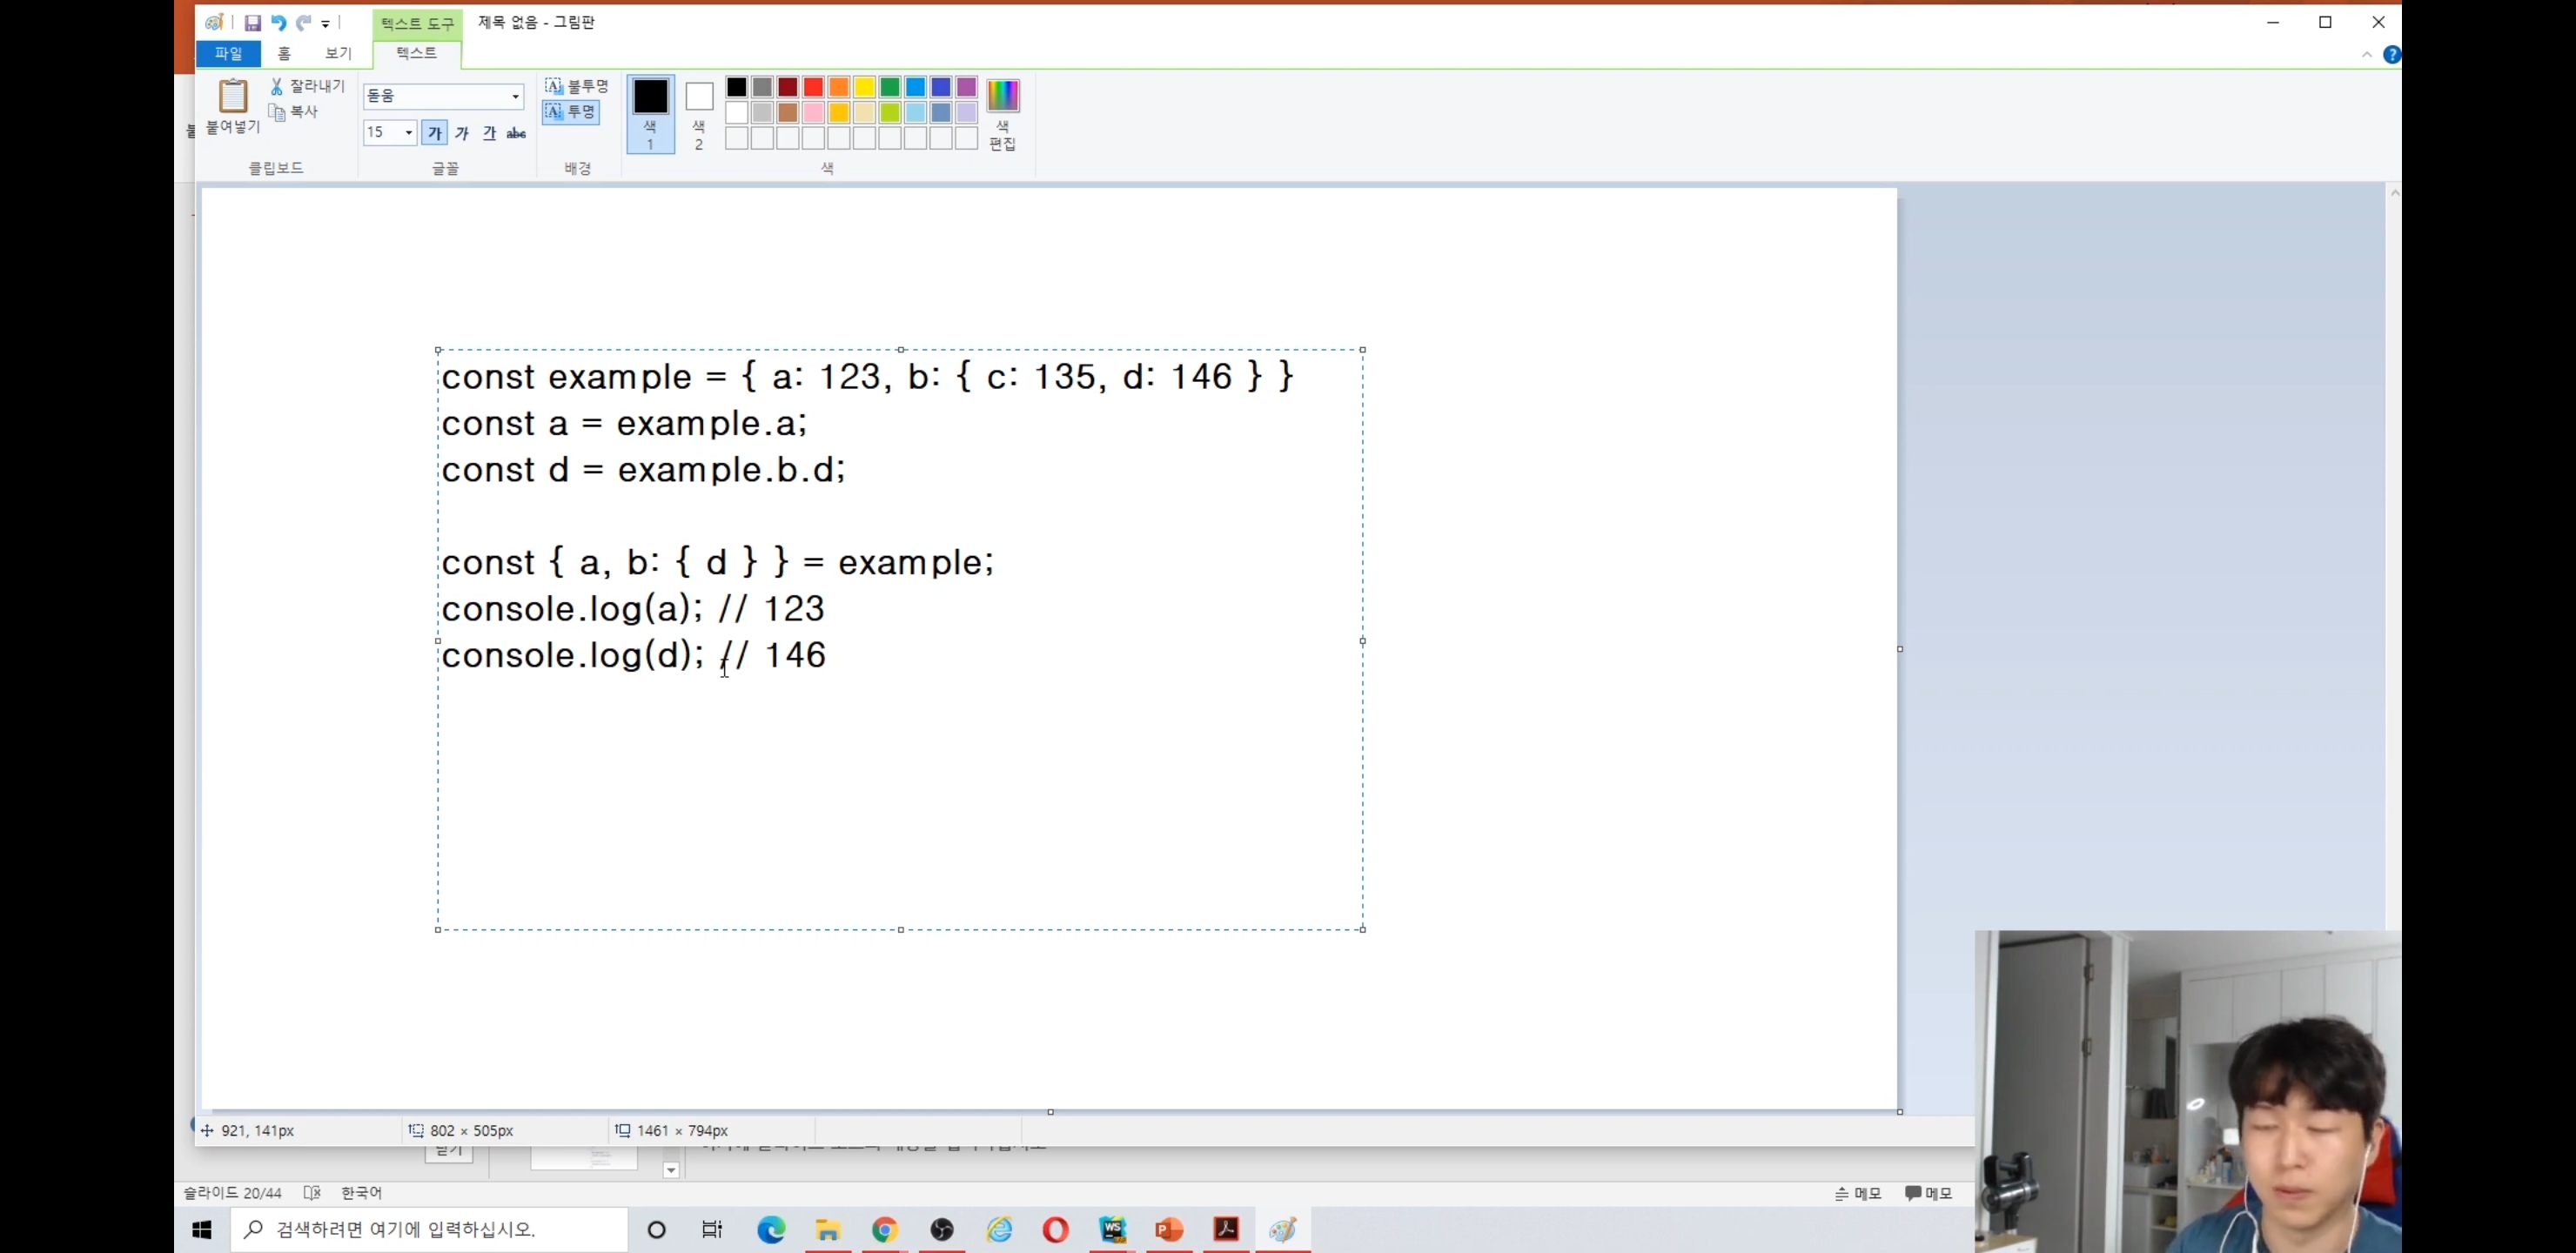 텍스트 도구 제목 없음 - 그림판
파일 홈 보기 텍스트
붙여넣기 잘라내기 복사
클립보드
돋움
15 가 가 가 abc
글꼴
불투명
투명
배경
색 1
색 2
색 편집
색
const example = { a: 123, b: { c: 135, d: 146 } }
const a = example.a;
const d = example.b.d;
const { a, b: { d } } = example;
console.log(a); // 123
console.log(d); // 146
921, 141px 802 × 505px 1461 × 794px
슬라이드 20/44 한국어 메모 메모
검색하려면 여기에 입력하십시오. WS P